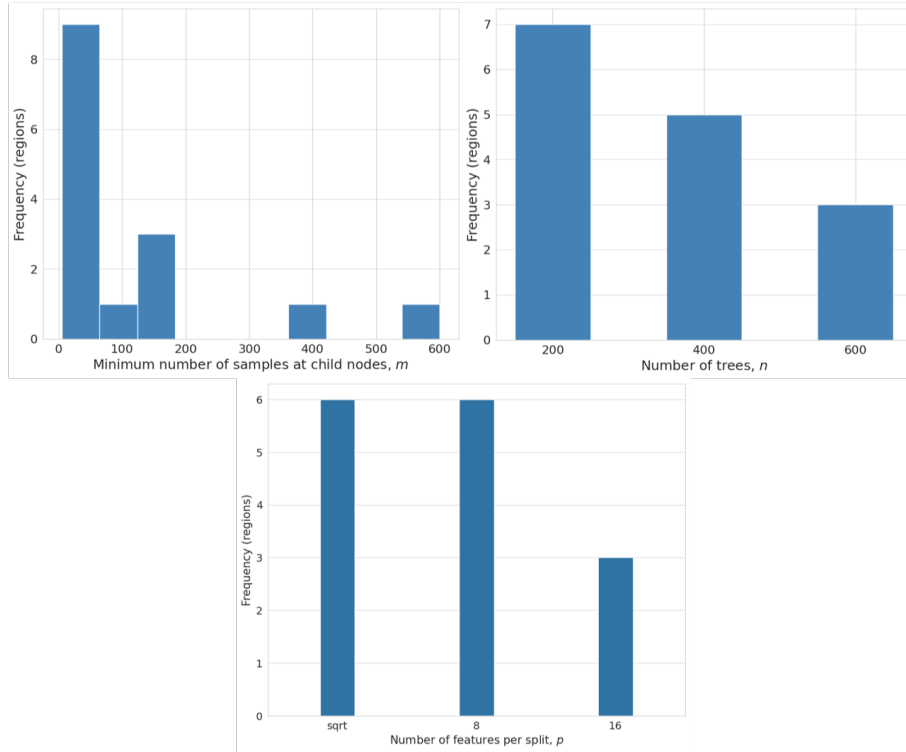 8
6
4
2
0
Frequency (regions)
0 100 200 300 400 500 600
Minimum number of samples at child nodes, m
7
6
5
4
3
2
1
0
Frequency (regions)
200 400 600
Number of trees, n
6
5
4
3
2
1
0
Frequency (regions)
sqrt 8 16
Number of features per split, p